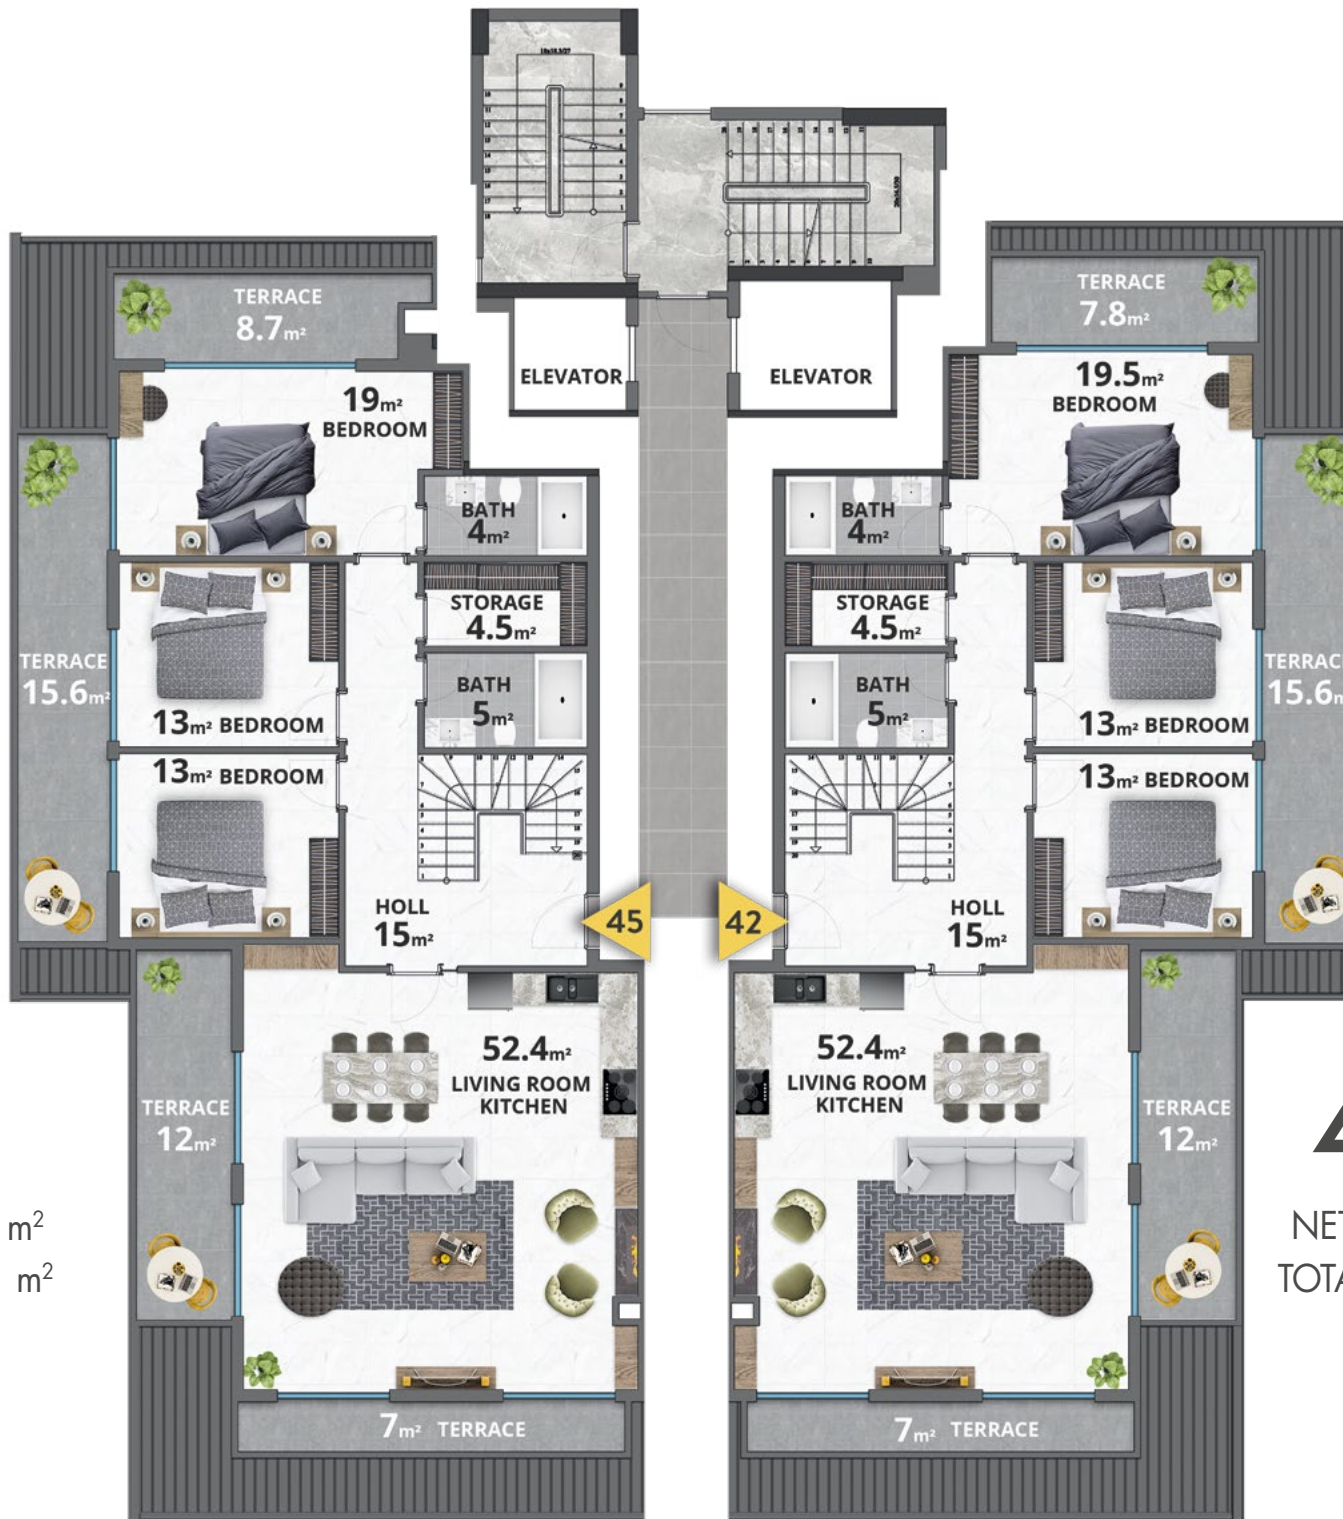 TERRACE
8.7m²
TERRACE
7.8m²
ELEVATOR
ELEVATOR
19m²
BEDROOM
19.5m²
BEDROOM
BATH
4m²
BATH
4m²
STORAGE
4.5m²
STORAGE
4.5m²
TERRACE
15.6m²
TERRAC
15.6m
BATH
5m²
BATH
5m²
13m² BEDROOM
13m² BEDROOM
13m² BEDROOM
13m² BEDROOM
HOLL
15m²
45
42
HOLL
15m²
52.4m²
LIVING ROOM
KITCHEN
52.4m²
LIVING ROOM
KITCHEN
TERRACE
12m²
TERRACE
12m²
m²
m²
NET
TOTA
7m² TERRACE
7m² TERRACE